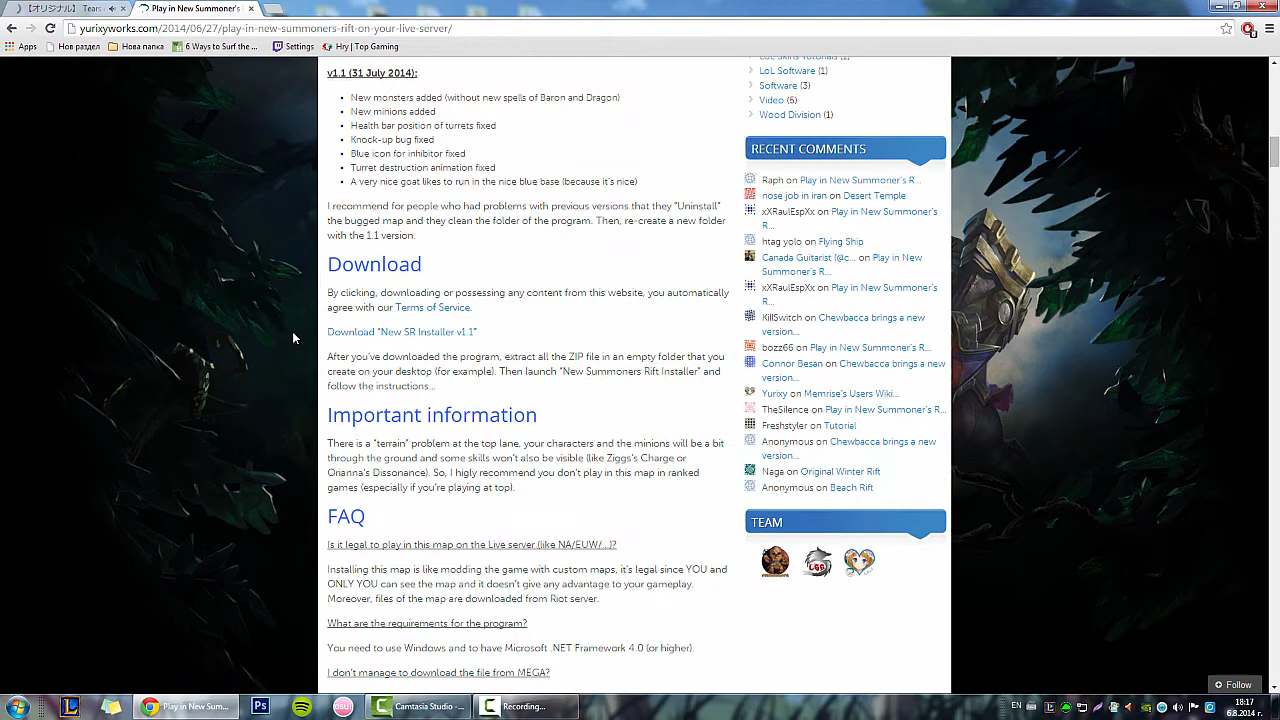 【オリジナル】 Tears
Play in New Summoner's
yurixyworks.com/2014/06/27/play-in-new-summoners-rift-on-your-live-server/
Apps
Нов раздел
Нова папка
6 Ways to Surf the ...
Settings
Hry | Top Gaming
v1.1 (31 July 2014):
New monsters added (without new spells of Baron and Dragon)
New minions added
Health bar position of turrets fixed
Knock-up bug fixed
Blue icon for inhibitor fixed
Turret destruction animation fixed
A very nice goat likes to run in the nice blue base (because it's nice)
I recommend for people who had problems with previous versions that they "Uninstall"
the bugged map and they clean the folder of the program. Then, re-create a new folder
with the 1.1 version.
Download
By clicking, downloading or possessing any content from this website, you automatically
agree with our Terms of Service.
Download "New SR Installer v1.1"
After you've downloaded the program, extract all the ZIP file in an empty folder that you
create on your desktop (for example). Then launch "New Summoners Rift Installer" and
follow the instructions...
Important information
There is a "terrain" problem at the top lane, your characters and the minions will be a bit
through the ground and some skills won't also be visible (like Ziggs's Charge or
Orianna's Dissonance). So, I higly recommend you don't play in this map in ranked
games (especially if you're playing at top).
FAQ
Is it legal to play in this map on the Live server (like NA/EUW/...)?
Installing this map is like modding the game with custom maps, it's legal since YOU and
ONLY YOU can see the map and it doesn't give any advantage to your gameplay.
Moreover, files of the map are downloaded from Riot server.
What are the requirements for the program?
You need to use Windows and to have Microsoft .NET Framework 4.0 (or higher).
I don't manage to download the file from MEGA?
LoL Skins Tutorials (1)
LoL Software (1)
Software (3)
Video (5)
Wood Division (1)
RECENT COMMENTS
Raph on Play in New Summoner's R...
nose job in iran on Desert Temple
xXRaulEspXx on Play in New Summoner's
R...
htag yolo on Flying Ship
Canada Guitarist (@c... on Play in New
Summoner's R...
xXRaulEspXx on Play in New Summoner's
R...
KillSwitch on Chewbacca brings a new
version...
bozz66 on Play in New Summoner's R...
Connor Besan on Chewbacca brings a new
version...
Yurixy on Memrise's Users Wiki...
TheSilence on Play in New Summoner's R...
Freshstyler on Tutorial
Anonymous on Chewbacca brings a new
version...
Naga on Original Winter Rift
Anonymous on Beach Rift
TEAM
LGS
Follow
L
Play in New Sum...
Ps
osu!
Camtasia Studio -...
Recording...
EN
18:17
6.8.2014 г.